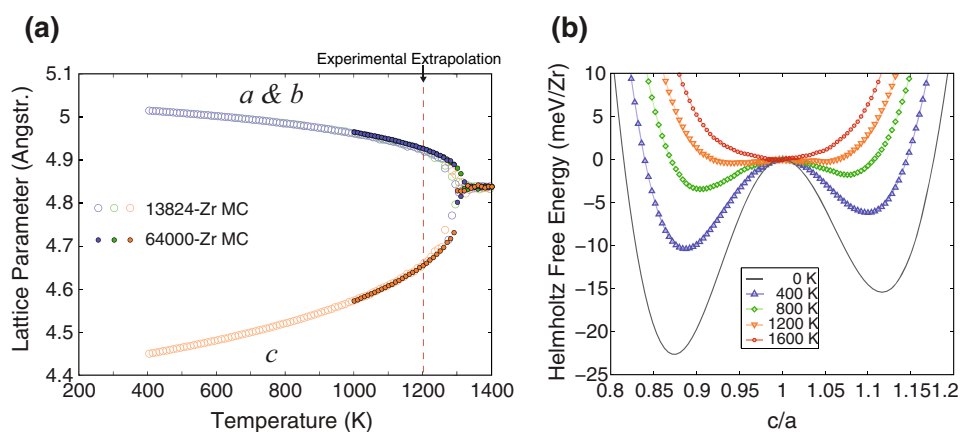 (a)
Experimental Extrapolation
5.1
5
4.9
4.8
4.7
4.6
4.5
4.4
Lattice Parameter (Angstr.)
a & b
13824-Zr MC
64000-Zr MC
c
200 400 600 800 1000 1200 1400
Temperature (K)
(b)
10
5
0
−5
−10
−15
−20
−25
Helmholtz Free Energy (meV/Zr)
0 K
400 K
800 K
1200 K
1600 K
0.8 0.85 0.9 0.95 1 1.05 1.1 1.15 1.2
c/a